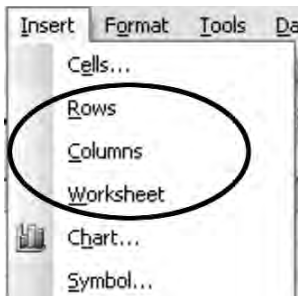 Insert Format Tools Da
Cells...
Rows
Columns
Worksheet
Chart...
Symbol...